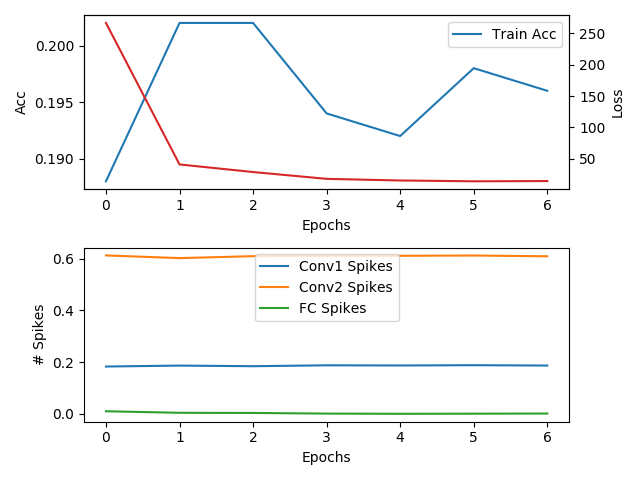 Train Acc
0.200
0.195
0.190
Acc
250
200
150
100
50
Loss
0 1 2 3 4 5 6
Epochs
Conv1 Spikes
Conv2 Spikes
FC Spikes
0.6
0.4
0.2
0.0
# Spikes
0 1 2 3 4 5 6
Epochs